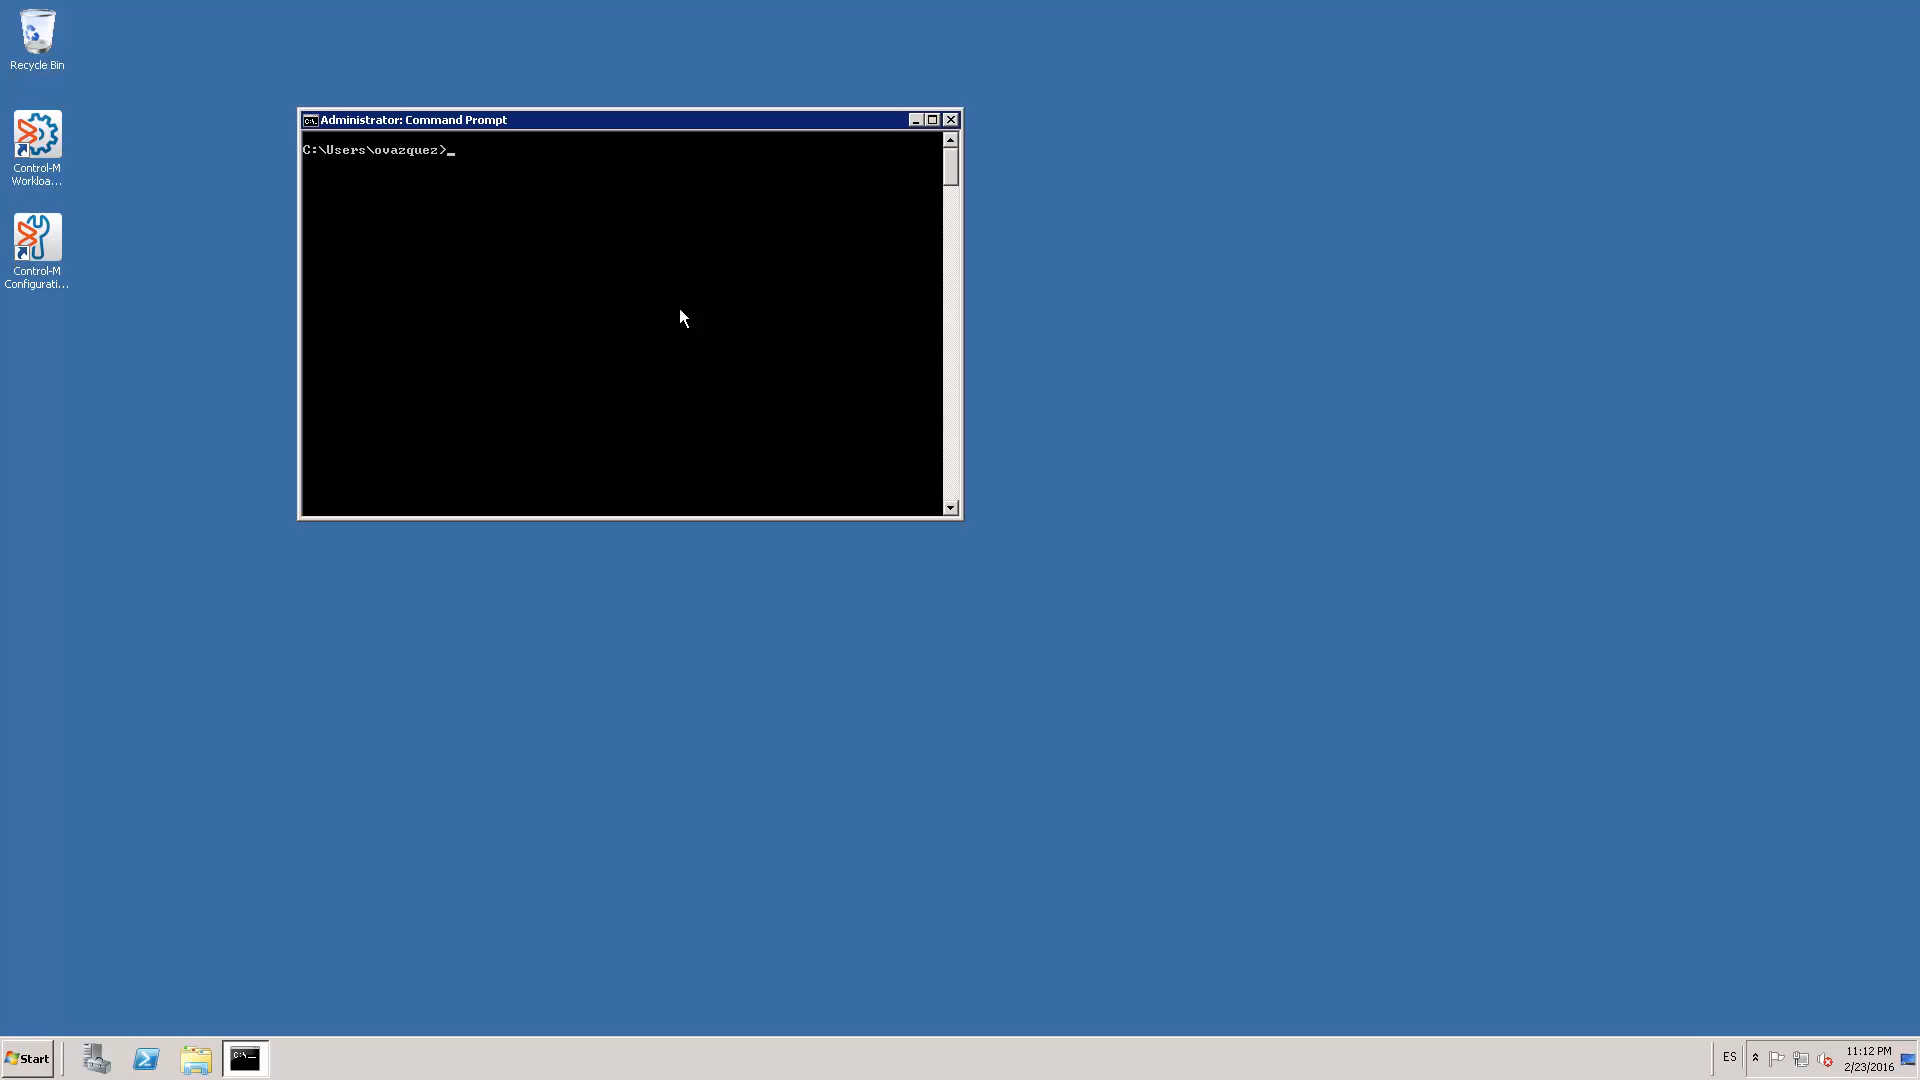 Recycle Bin
Control-M
Workloa...
Control-M
Configurati...
Administrator: Command Prompt
C:\Users\ovazquez>_
Start
ES
11:12 PM
2/23/2016